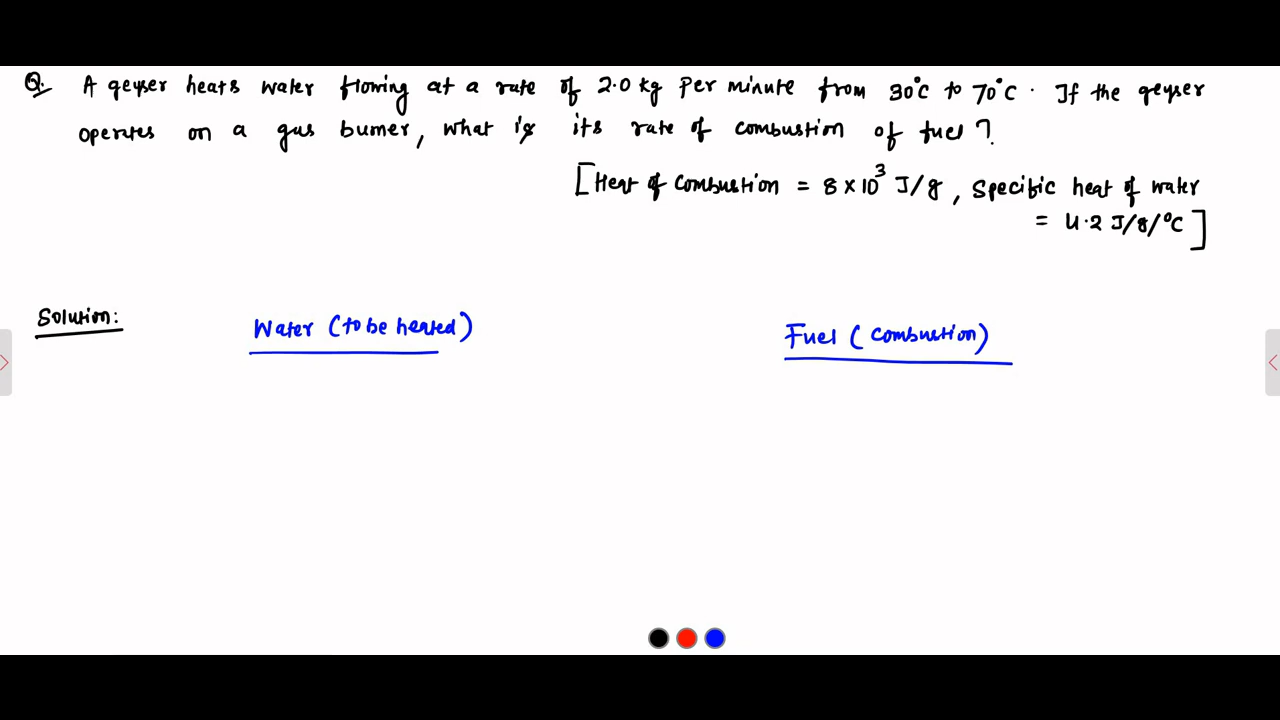 Q. A geyser heats water flowing at a rate of 2.0 kg per minute from 30°C to 70°C. If the geyser
operates on a gas burner, what is its rate of combustion of fuel?
[Heat of combustion = 8 × 10³ J/g, Specific heat of water
= 4.2 J/g/°C]
Solution:
Water (to be heated)
Fuel (Combustion)